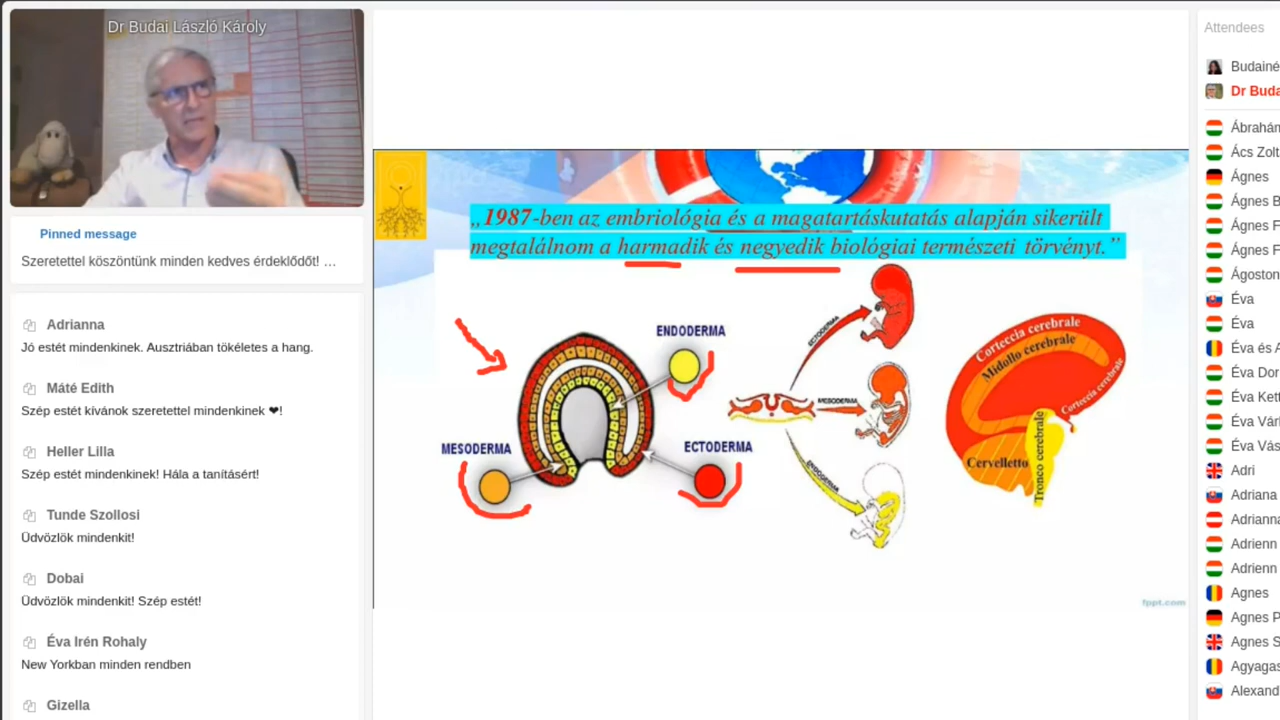 Dr Budai László Károly
Pinned message
Szeretettel köszöntünk minden kedves érdeklődőt! …
Adrianna
Jó estét mindenkinek. Ausztriában tökéletes a hang.
Máté Edith
Szép estét kívánok szeretettel mindenkinek ❤!
Heller Lilla
Szép estét mindenkinek! Hála a tanításért!
Tunde Szollosi
Üdvözlök mindenkit!
Dobai
Üdvözlök mindenkit! Szép estét!
Éva Irén Rohaly
New Yorkban minden rendben
Gizella
„1987-ben az embriológia és a magatartáskutatás alapján sikerült
megtalálnom a harmadik és negyedik biológiai természeti törvényt.”
ENDODERMA
MESODERMA
ECTODERMA
ECTODERMA
MESODERMA
ENDODERMA
Corteccia cerebrale
Midollo cerebrale
Corteccia cerebrale
Cervelletto
Tronco cerebrale
fppt.com
Attendees
Budainé
Dr Buda
Ábrahán
Ács Zolt
Ágnes
Ágnes B
Ágnes F
Ágnes F
Ágoston
Éva
Éva
Éva és A
Éva Dor
Éva Kett
Éva Várl
Éva Vás
Adri
Adriana
Adrianna
Adrienn
Adrienn
Agnes
Agnes P
Agnes S
Agyagas
Alexand